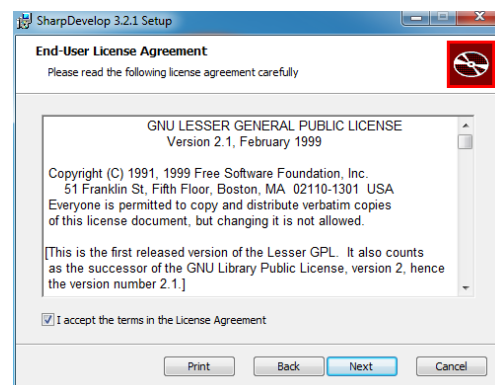 SharpDevelop 3.2.1 Setup
End-User License Agreement
Please read the following license agreement carefully
GNU LESSER GENERAL PUBLIC LICENSE
Version 2.1, February 1999
Copyright (C) 1991, 1999 Free Software Foundation, Inc.
51 Franklin St, Fifth Floor, Boston, MA  02110-1301  USA
Everyone is permitted to copy and distribute verbatim copies
of this license document, but changing it is not allowed.
[This is the first released version of the Lesser GPL.  It also counts
as the successor of the GNU Library Public License, version 2, hence
the version number 2.1.]
I accept the terms in the License Agreement
Print Back Next Cancel